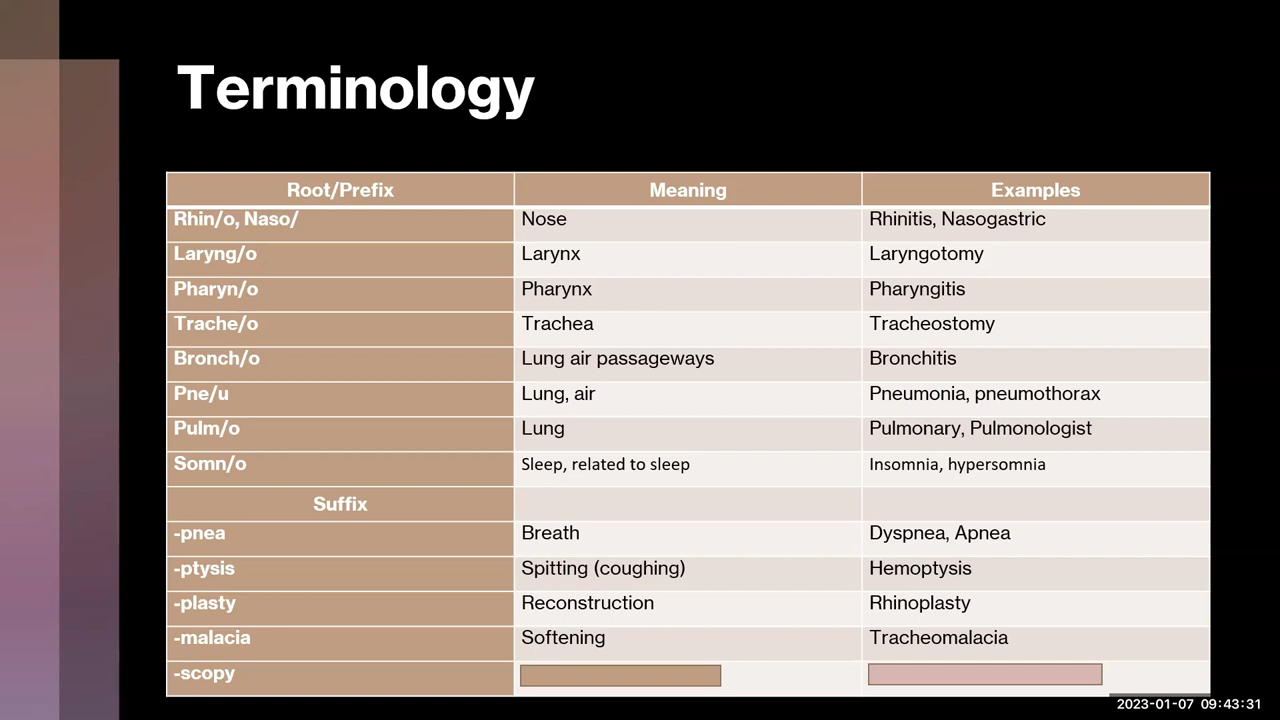 Terminology
Root/Prefix Meaning Examples
Rhin/o, Naso/ Nose Rhinitis, Nasogastric
Laryng/o Larynx Laryngotomy
Pharyn/o Pharynx Pharyngitis
Trache/o Trachea Tracheostomy
Bronch/o Lung air passageways Bronchitis
Pne/u Lung, air Pneumonia, pneumothorax
Pulm/o Lung Pulmonary, Pulmonologist
Somn/o Sleep, related to sleep Insomnia, hypersomnia
Suffix
-pnea Breath Dyspnea, Apnea
-ptysis Spitting (coughing) Hemoptysis
-plasty Reconstruction Rhinoplasty
-malacia Softening Tracheomalacia
-scopy
2023-01-07 09:43:31